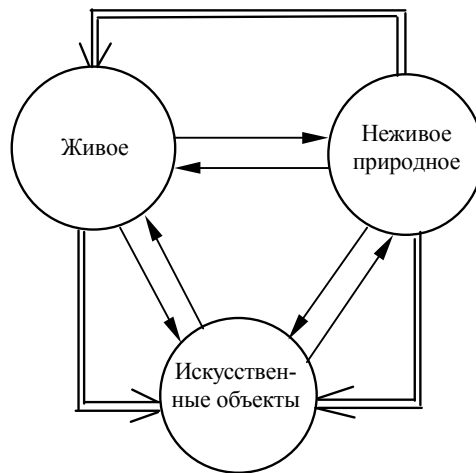 Живое
Неживое
природное
Искусствен-
ные объекты